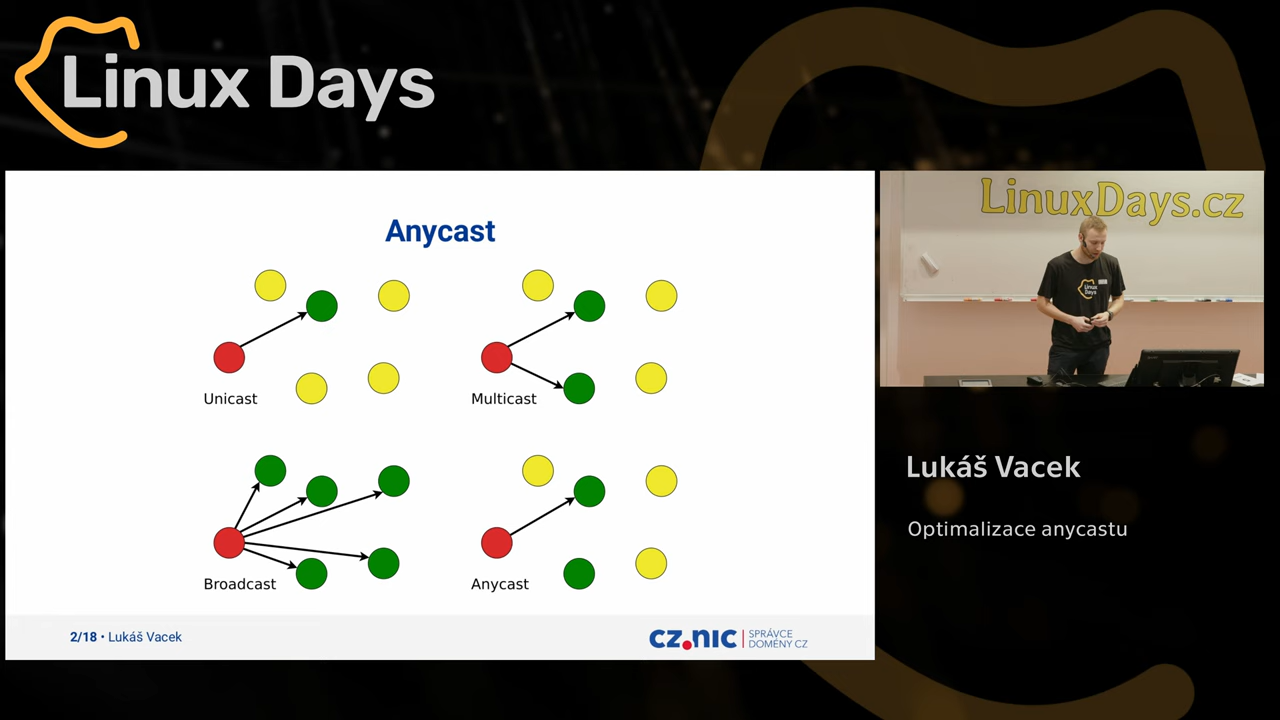 Linux Days
Anycast
Unicast
Multicast
Broadcast
Anycast
2/18 • Lukáš Vacek
cz.nic
SPRÁVCE
DOMÉNY CZ
LinuxDays.cz
Linux
Days
Lukáš Vacek
Optimalizace anycastu